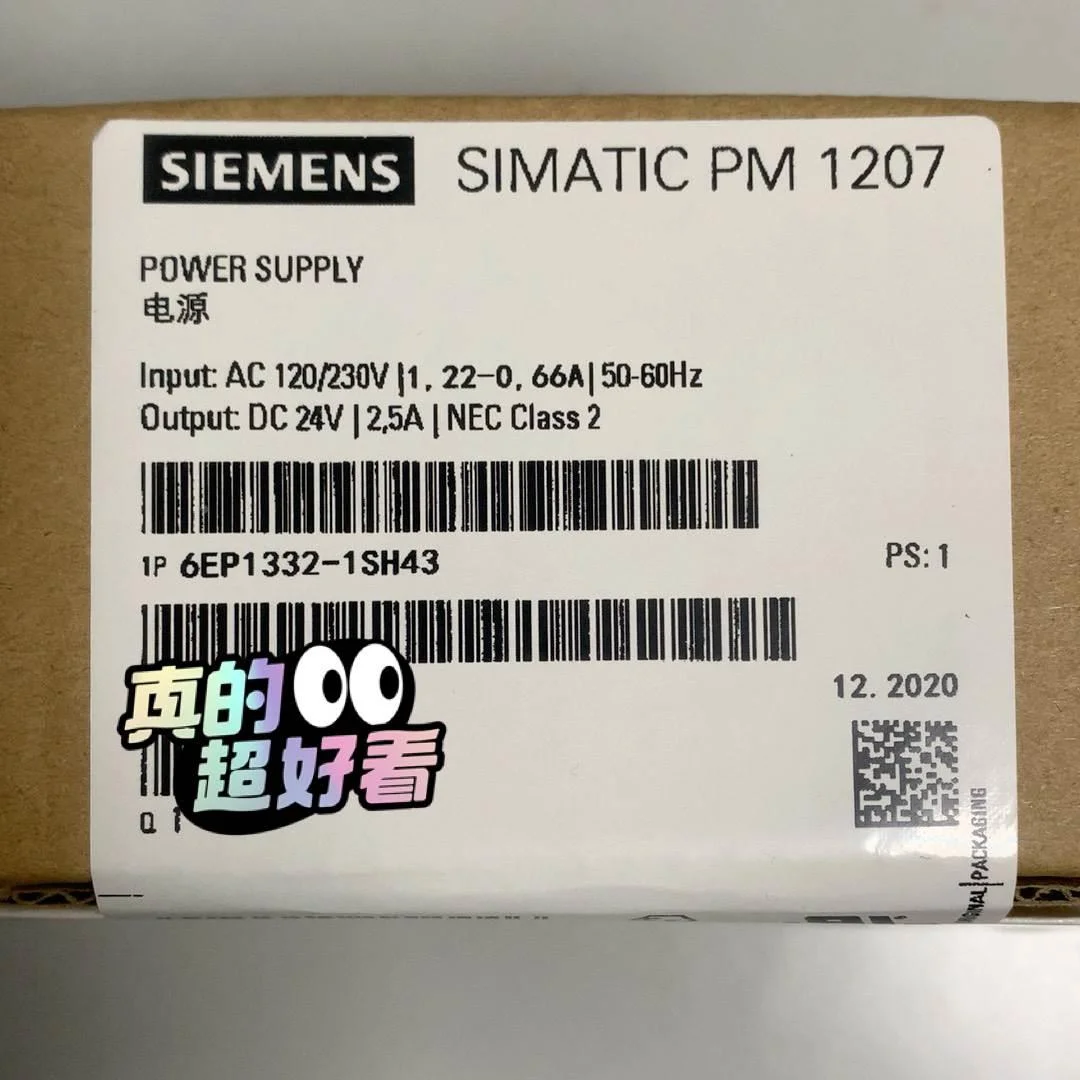 SIEMENS SIMATIC PM 1207
POWER SUPPLY
电源
Input: AC 120/230V |1, 22-0, 66A| 50-60Hz
Output: DC 24V | 2,5A | NEC Class 2
1P 6EP1332-1SH43
PS: 1
12. 2020
真的
超好看
Q 1
PACKAGING